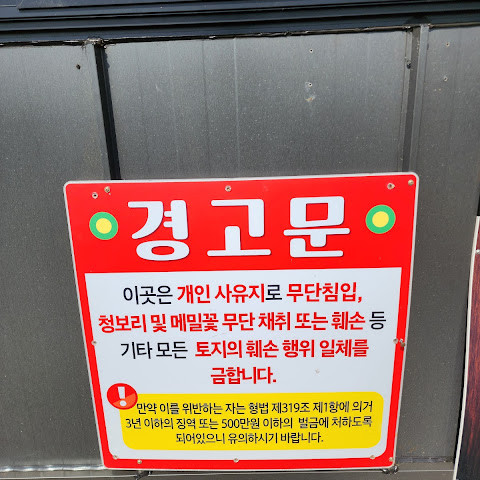 경고문
이곳은 개인 사유지로 무단침입,
청보리 및 메밀꽃 무단 채취 또는 훼손 등
기타 모든 토지의 훼손 행위 일체를
금합니다.
만약 이를 위반하는 자는 형법 제319조 제1항에 의거
3년 이하의 징역 또는 500만원 이하의 벌금에 처하도록
되어있으니 유의하시기 바랍니다.